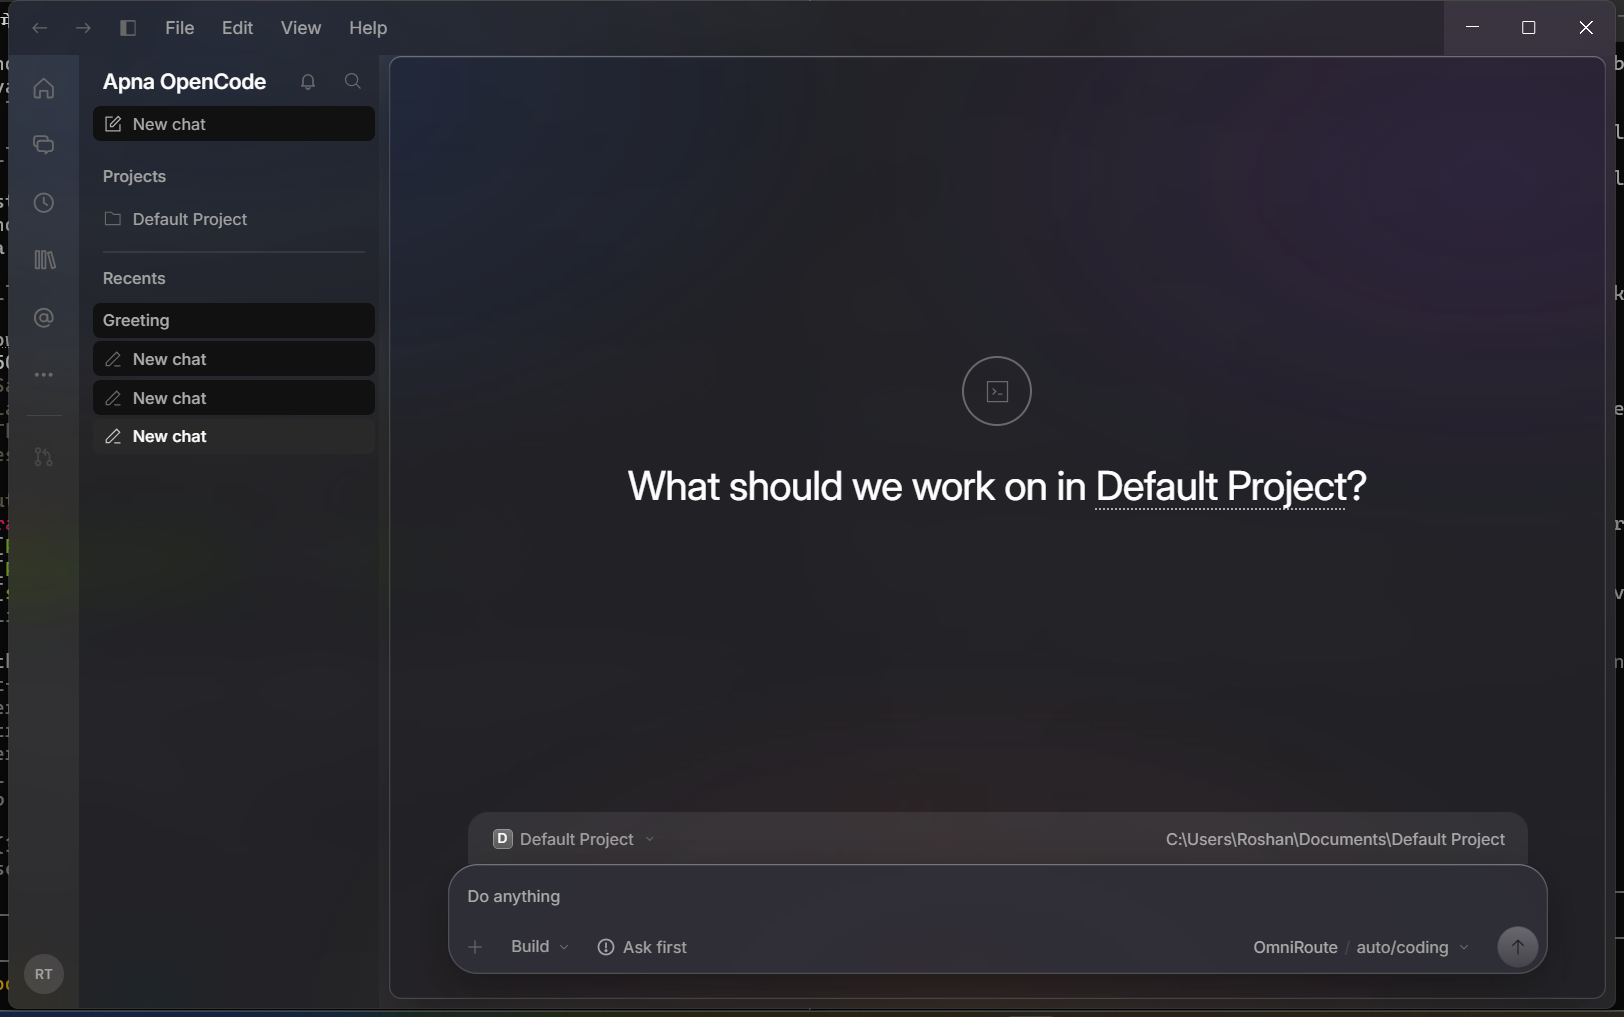 File Edit View Help
Apna OpenCode
New chat
Projects
Default Project
Recents
Greeting
New chat
New chat
New chat
RT
What should we work on in Default Project?
D Default Project C:\Users\Roshan\Documents\Default Project
Do anything
Build Ask first OmniRoute / auto/coding